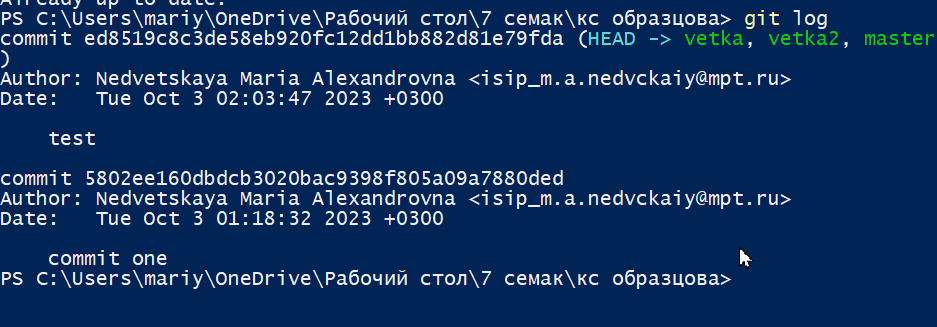 Already up to date.
PS C:\Users\mariy\OneDrive\Рабочий стол\7 семак\кс образцова> git log
commit ed8519c8c3de58eb920fc12dd1bb882d81e79fda (HEAD -> vetka, vetka2, master
)
Author: Nedvetskaya Maria Alexandrovna <isip_m.a.nedvckaiy@mpt.ru>
Date:   Tue Oct 3 02:03:47 2023 +0300
test
commit 5802ee160dbdcb3020bac9398f805a09a7880ded
Author: Nedvetskaya Maria Alexandrovna <isip_m.a.nedvckaiy@mpt.ru>
Date:   Tue Oct 3 01:18:32 2023 +0300
commit one
PS C:\Users\mariy\OneDrive\Рабочий стол\7 семак\кс образцова>